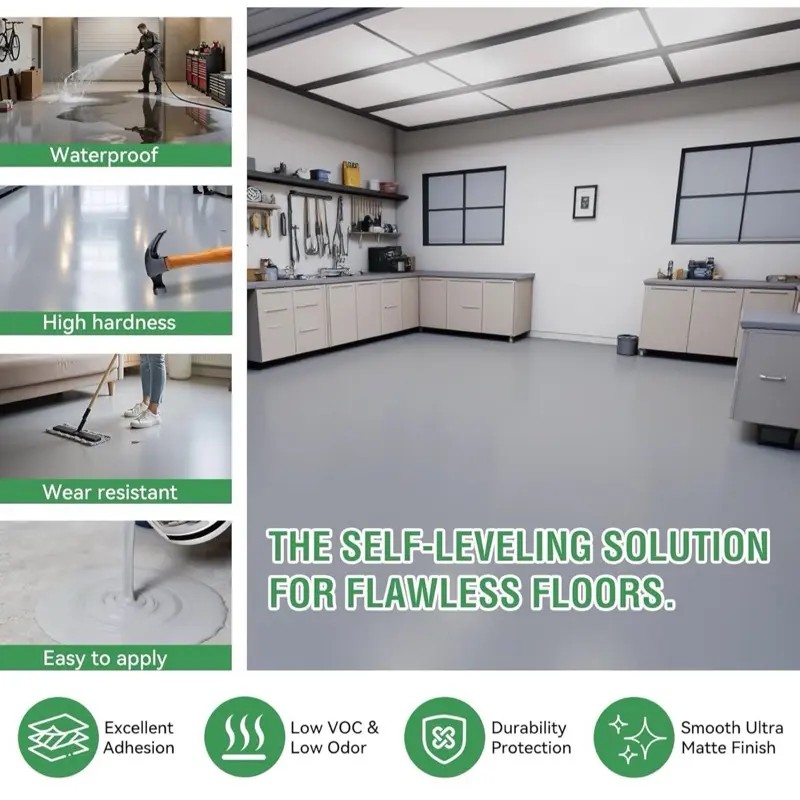 Waterproof
High hardness
Wear resistant
Easy to apply
THE SELF-LEVELING SOLUTION
FOR FLAWLESS FLOORS.
Excellent
Adhesion
Low VOC &
Low Odor
Durability
Protection
Smooth Ultra
Matte Finish